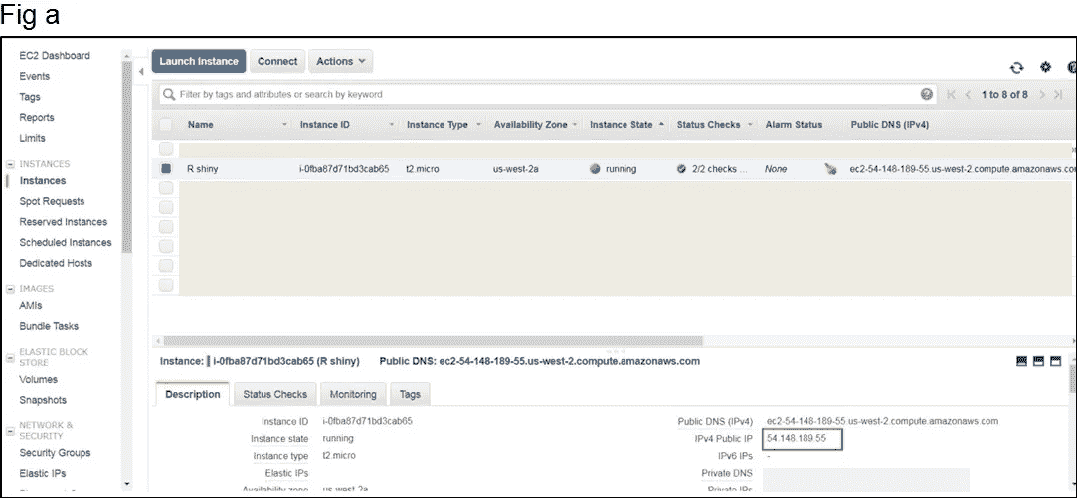 Fig a
EC2 Dashboard
Events
Tags
Reports
Limits
INSTANCES
Instances
Spot Requests
Reserved Instances
Scheduled Instances
Dedicated Hosts
IMAGES
AMIs
Bundle Tasks
ELASTIC BLOCK
STORE
Volumes
Snapshots
NETWORK &
SECURITY
Security Groups
Elastic IPs
Launch Instance Connect Actions
Filter by tags and attributes or search by keyword 1 to 8 of 8
Name Instance ID Instance Type Availability Zone Instance State Status Checks Alarm Status Public DNS (IPv4)
R shiny i-0fba87d71bd3cab65 t2.micro us-west-2a running 2/2 checks ... None ec2-54-148-189-55.us-west-2.compute.amazonaws.co
Instance: i-0fba87d71bd3cab65 (R shiny) Public DNS: ec2-54-148-189-55.us-west-2.compute.amazonaws.com
Description Status Checks Monitoring Tags
Instance ID i-0fba87d71bd3cab65 Public DNS (IPv4) ec2-54-148-189-55.us-west-2.compute.amazonaws.com
Instance state running IPv4 Public IP 54.148.189.55
Instance type t2.micro IPv6 IPs -
Elastic IPs Private DNS
Availability zone us-west-2a Private IPs